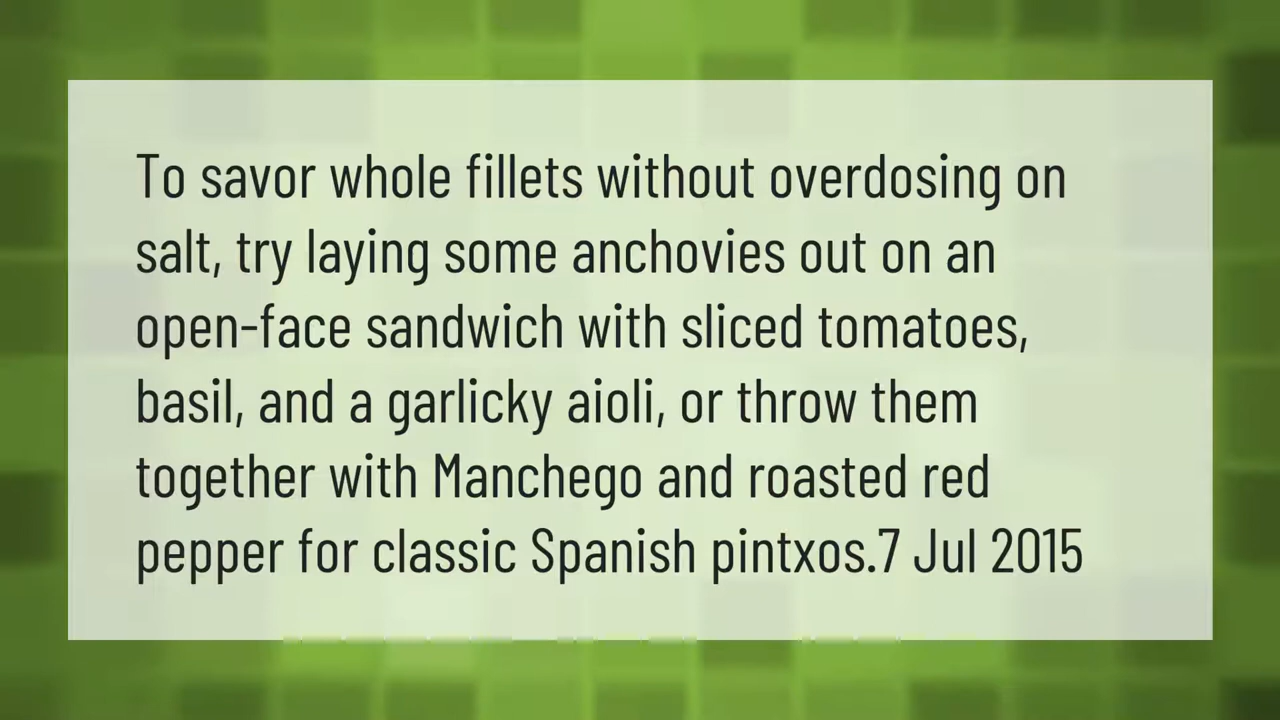 To savor whole fillets without overdosing on
salt, try laying some anchovies out on an
open-face sandwich with sliced tomatoes,
basil, and a garlicky aioli, or throw them
together with Manchego and roasted red
pepper for classic Spanish pintxos.7 Jul 2015